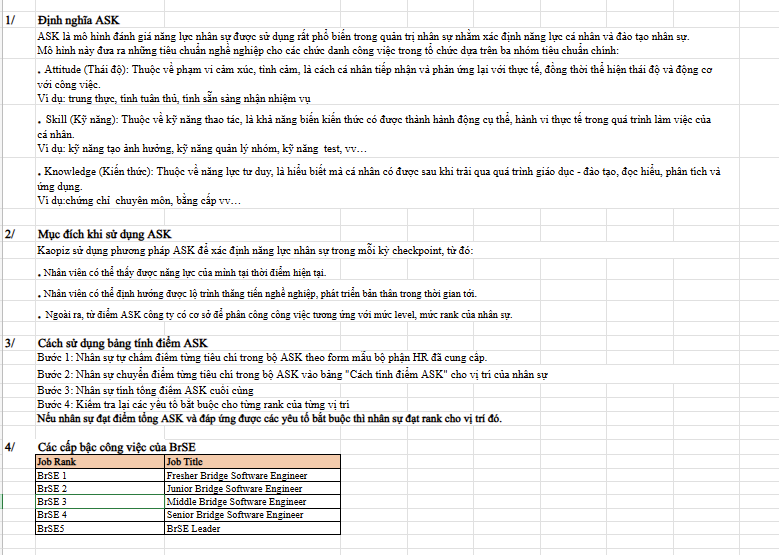 1/ Định nghĩa ASK
ASK là mô hình đánh giá năng lực nhân sự được sử dụng rất phổ biến trong quản trị nhân sự nhằm xác định năng lực cá nhân và đào tạo nhân sự.
Mô hình này đưa ra những tiêu chuẩn nghề nghiệp cho các chức danh công việc trong tổ chức dựa trên ba nhóm tiêu chuẩn chính:
. Attitude (Thái độ): Thuộc về phạm vi cảm xúc, tình cảm, là cách cá nhân tiếp nhận và phản ứng lại với thực tế, đồng thời thể hiện thái độ và động cơ
với công việc.
Ví dụ: trung thực, tính tuân thủ, tính sẵn sàng nhận nhiệm vụ
. Skill (Kỹ năng): Thuộc về kỹ năng thao tác, là khả năng biến kiến thức có được thành hành động cụ thể, hành vi thực tế trong quá trình làm việc của
cá nhân.
Ví dụ: kỹ năng tạo ảnh hưởng, kỹ năng quản lý nhóm, kỹ năng test, vv…
. Knowledge (Kiến thức): Thuộc về năng lực tư duy, là hiểu biết mà cá nhân có được sau khi trải qua quá trình giáo dục - đào tạo, đọc hiểu, phân tích và
ứng dụng.
Ví dụ:chứng chỉ chuyên môn, bằng cấp vv…
2/ Mục đích khi sử dụng ASK
Kaopiz sử dụng phương pháp ASK để xác định năng lực nhân sự trong mỗi kỳ checkpoint, từ đó:
. Nhân viên có thể thấy được năng lực của mình tại thời điểm hiện tại.
. Nhân viên có thể định hướng được lộ trình thăng tiến nghề nghiệp, phát triển bản thân trong thời gian tới.
. Ngoài ra, từ điểm ASK công ty có cơ sở để phân công công việc tương ứng với mức level, mức rank của nhân sự.
3/ Cách sử dụng bảng tính điểm ASK
Bước 1: Nhân sự tự chấm điểm từng tiêu chí trong bộ ASK theo form mẫu bộ phận HR đã cung cấp.
Bước 2: Nhân sự chuyển điểm từng tiêu chí trong bộ ASK vào bảng "Cách tính điểm ASK" cho vị trí của nhân sự
Bước 3: Nhân sự tính tổng điểm ASK cuối cùng
Bước 4: Kiểm tra lại các yếu tố bắt buộc cho từng rank của từng vị trí
Nếu nhân sự đạt điểm tổng ASK và đáp ứng được các yếu tố bắt buộc thì nhân sự đạt rank cho vị trí đó.
4/ Các cấp bậc công việc của BrSE
Job Rank Job Title
BrSE 1 Fresher Bridge Software Engineer
BrSE 2 Junior Bridge Software Engineer
BrSE 3 Middle Bridge Software Engineer
BrSE 4 Senior Bridge Software Engineer
BrSE5 BrSE Leader